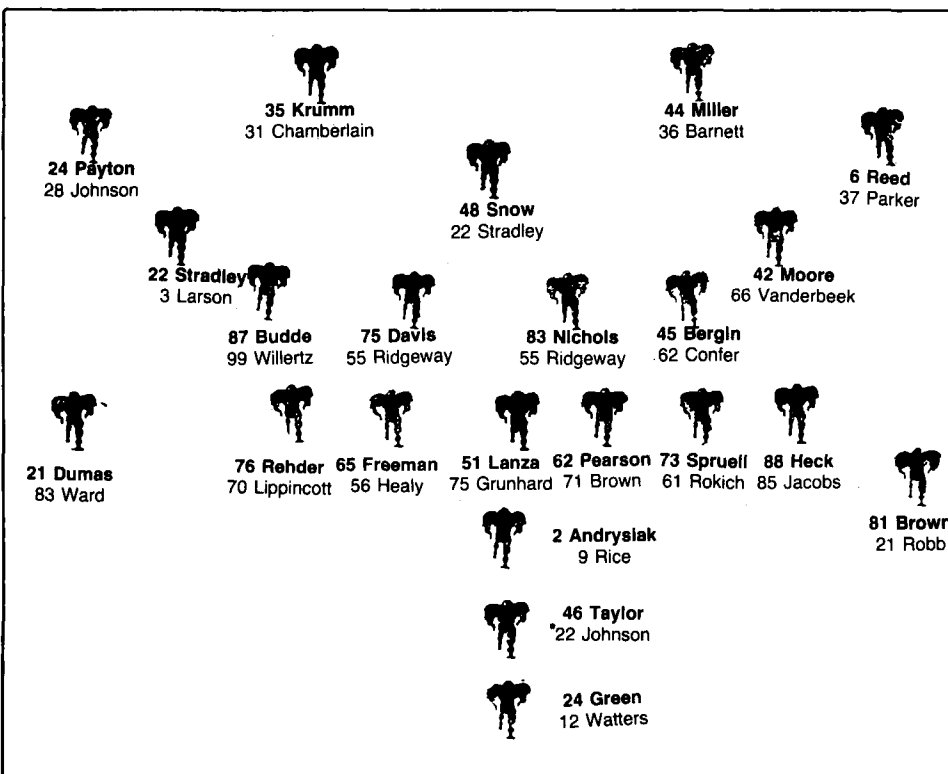 35 Krumm
31 Chamberlain
44 Miller
36 Barnett
24 Payton
28 Johnson
6 Reed
37 Parker
48 Snow
22 Stradley
22 Stradley
3 Larson
42 Moore
66 Vanderbeek
87 Budde
99 Willertz
75 Davis
55 Ridgeway
83 Nichols
55 Ridgeway
45 Bergin
62 Confer
21 Dumas
83 Ward
76 Rehder
70 Lippincott
65 Freeman
56 Healy
51 Lanza
75 Grunhard
62 Pearson
71 Brown
73 Spruell
61 Rokich
88 Heck
85 Jacobs
81 Brown
21 Robb
2 Andrysiak
9 Rice
46 Taylor
22 Johnson
24 Green
12 Watters